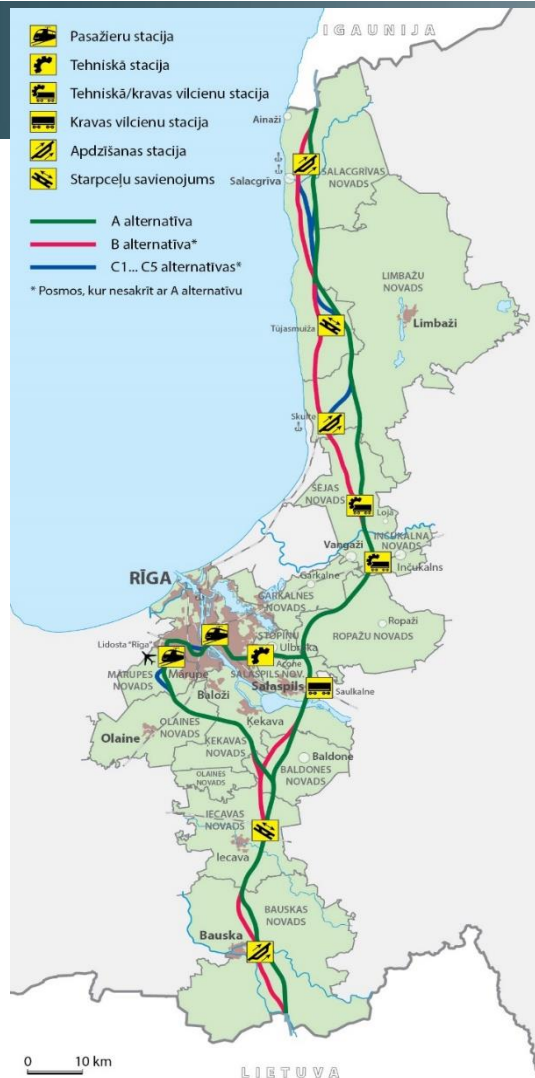 IGAUNIJA
Pasažieru stacija
Tehniskā stacija
Tehniskā/kravas vilcienu stacija
Kravas vilcienu stacija
Apdzīšanas stacija
Starpceļu savienojums
A alternatīva
B alternatīva*
C1... C5 alternatīvas*
* Posmos, kur nesakrīt ar A alternatīvu
Ainaži
Salacgrīva
SALACGRĪVAS
NOVADS
LIMBAŽU
NOVADS
Limbaži
Tūjasmuiža
Skulte
SĒJAS
NOVADS
Loja
INČUKALNA
NOVADS
Vangaži
Inčukalns
RĪGA
Garkalne
GARKALNES
NOVADS
Ropaži
ROPAŽU NOVADS
STOPIŅU
Ulbroka
Lidosta "Rīga"
Acone
MĀRUPES
NOVADS
Mārupe
SALASPILS NOV.
Salaspils
Saulkalne
Baloži
Olaine
OLAINES
NOVADS
Ķekava
ĶEKAVAS
NOVADS
Baldone
BALDONES
NOVADS
OLAINES
NOVADS
IECAVAS
NOVADS
Iecava
BAUSKAS
NOVADS
Bauska
0 10 km
LIETUVA